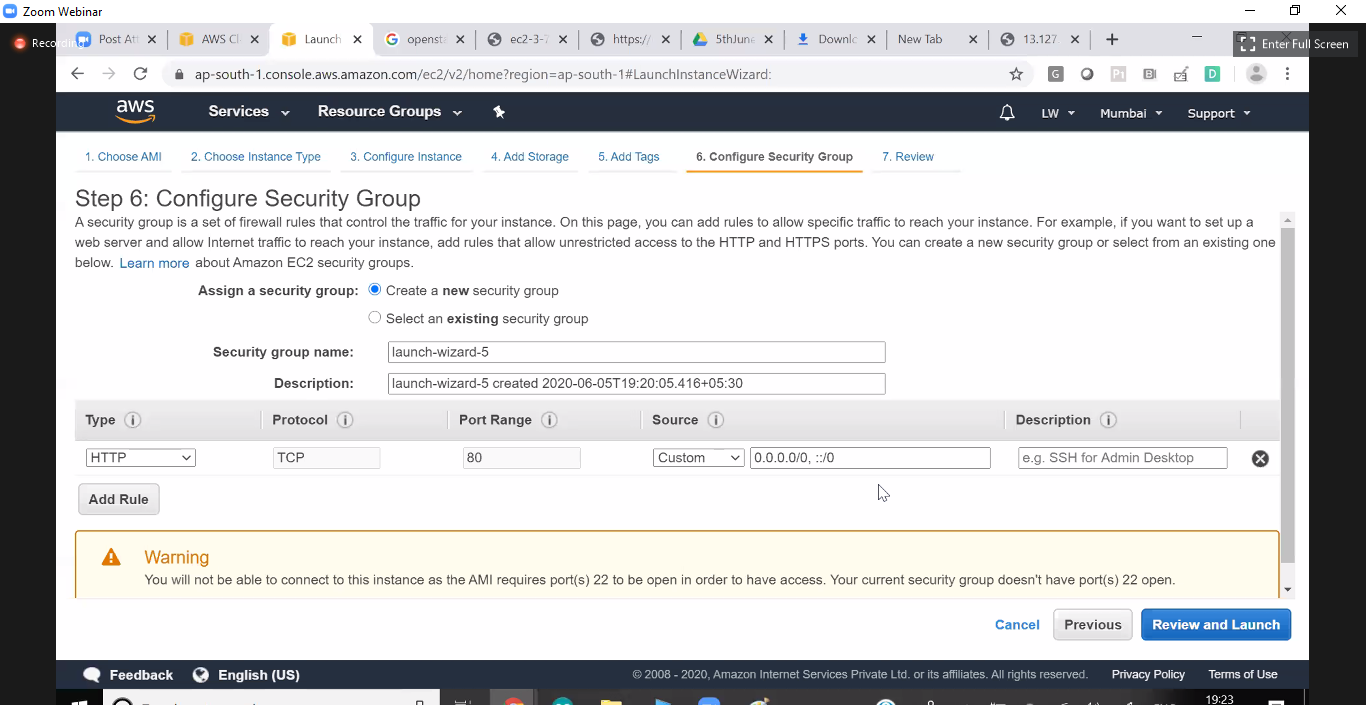 Zoom Webinar
Recording
Post Att
AWS Cl
Launch
opensta
ec2-3-7
https:/
5thJune
Downlo
New Tab
13.127
Enter Full Screen
ap-south-1.console.aws.amazon.com/ec2/v2/home?region=ap-south-1#LaunchInstanceWizard:
aws
Services
Resource Groups
LW
Mumbai
Support
1. Choose AMI
2. Choose Instance Type
3. Configure Instance
4. Add Storage
5. Add Tags
6. Configure Security Group
7. Review
Step 6: Configure Security Group
A security group is a set of firewall rules that control the traffic for your instance. On this page, you can add rules to allow specific traffic to reach your instance. For example, if you want to set up a
web server and allow Internet traffic to reach your instance, add rules that allow unrestricted access to the HTTP and HTTPS ports. You can create a new security group or select from an existing one
below. Learn more about Amazon EC2 security groups.
Assign a security group: Create a new security group
Select an existing security group
Security group name: launch-wizard-5
Description: launch-wizard-5 created 2020-06-05T19:20:05.416+05:30
Type Protocol Port Range Source Description
HTTP TCP 80 Custom 0.0.0.0/0, ::/0 e.g. SSH for Admin Desktop
Add Rule
Warning
You will not be able to connect to this instance as the AMI requires port(s) 22 to be open in order to have access. Your current security group doesn't have port(s) 22 open.
Cancel Previous Review and Launch
Feedback English (US) © 2008 - 2020, Amazon Internet Services Private Ltd. or its affiliates. All rights reserved. Privacy Policy Terms of Use
19:23